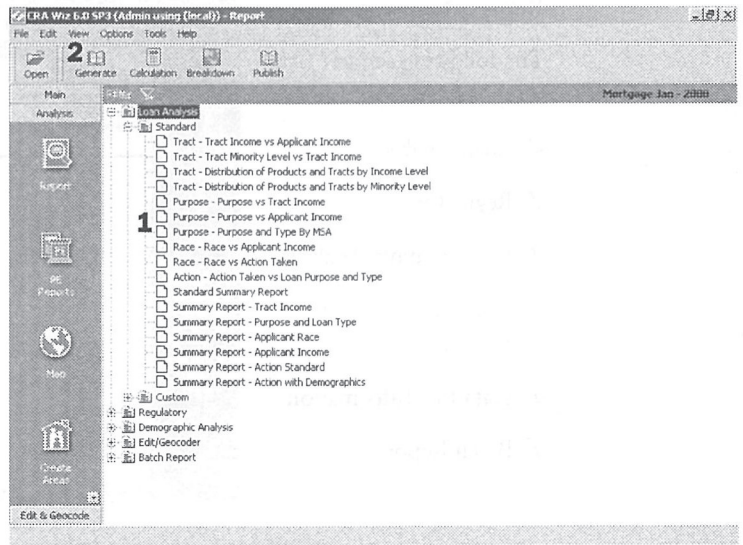 CRA Wiz 6.0 SP3 (Admin using (local)) - Report
File Edit View Options Tools Help
2
Open Generate Calculation Breakdown Publish
Main
Filter
Mortgage Jan - 2000
Analysis
Loan Analysis
Standard
Tract - Tract Income vs Applicant Income
Tract - Tract Minority Level vs Tract Income
Tract - Distribution of Products and Tracts by Income Level
Tract - Distribution of Products and Tracts by Minority Level
Report
Purpose - Purpose vs Tract Income
Purpose - Purpose vs Applicant Income
1
Purpose - Purpose and Type By MSA
Race - Race vs Applicant Income
Race - Race vs Action Taken
Action - Action Taken vs Loan Purpose and Type
Reports
Standard Summary Report
Summary Report - Tract Income
Summary Report - Purpose and Loan Type
Summary Report - Applicant Race
Summary Report - Applicant Income
Summary Report - Action Standard
Map
Summary Report - Action with Demographics
Custom
Regulatory
Demographic Analysis
Edit/Geocoder
Batch Report
Create
Areas
Edit & Geocode